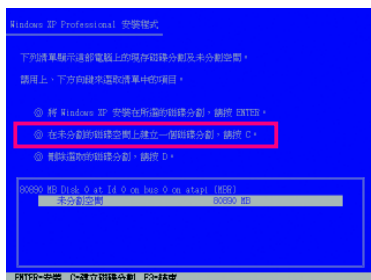 Windows XP Professional 安裝程式
下列清單顯示這部電腦上的現存磁碟分割及未分割空間。
請用上、下方向鍵來選取清單中的項目。
◎ 將 Windows XP 安裝在所選的磁碟分割，請按 ENTER。
◎ 在未分割的磁碟空間上建立一個磁碟分割，請按 C。
◎ 刪除選取的磁碟分割，請按 D。
80890 MB Disk 0 at Id 0 on bus 0 on atapi (MBR)
未分割空間 80890 MB
ENTER=安裝 C=建立磁碟分割 F3=結束